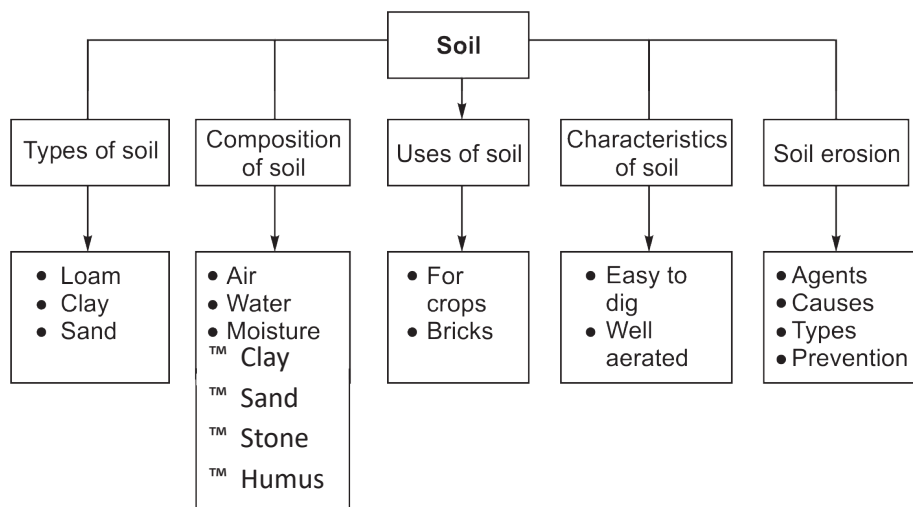 Soil
Types of soil
Composition
of soil
Uses of soil
Characteristics
of soil
Soil erosion
● Loam
● Clay
● Sand
● Air
● Water
● Moisture
™ Clay
™ Sand
™ Stone
™ Humus
● For
crops
● Bricks
● Easy to
dig
● Well
aerated
● Agents
● Causes
● Types
● Prevention